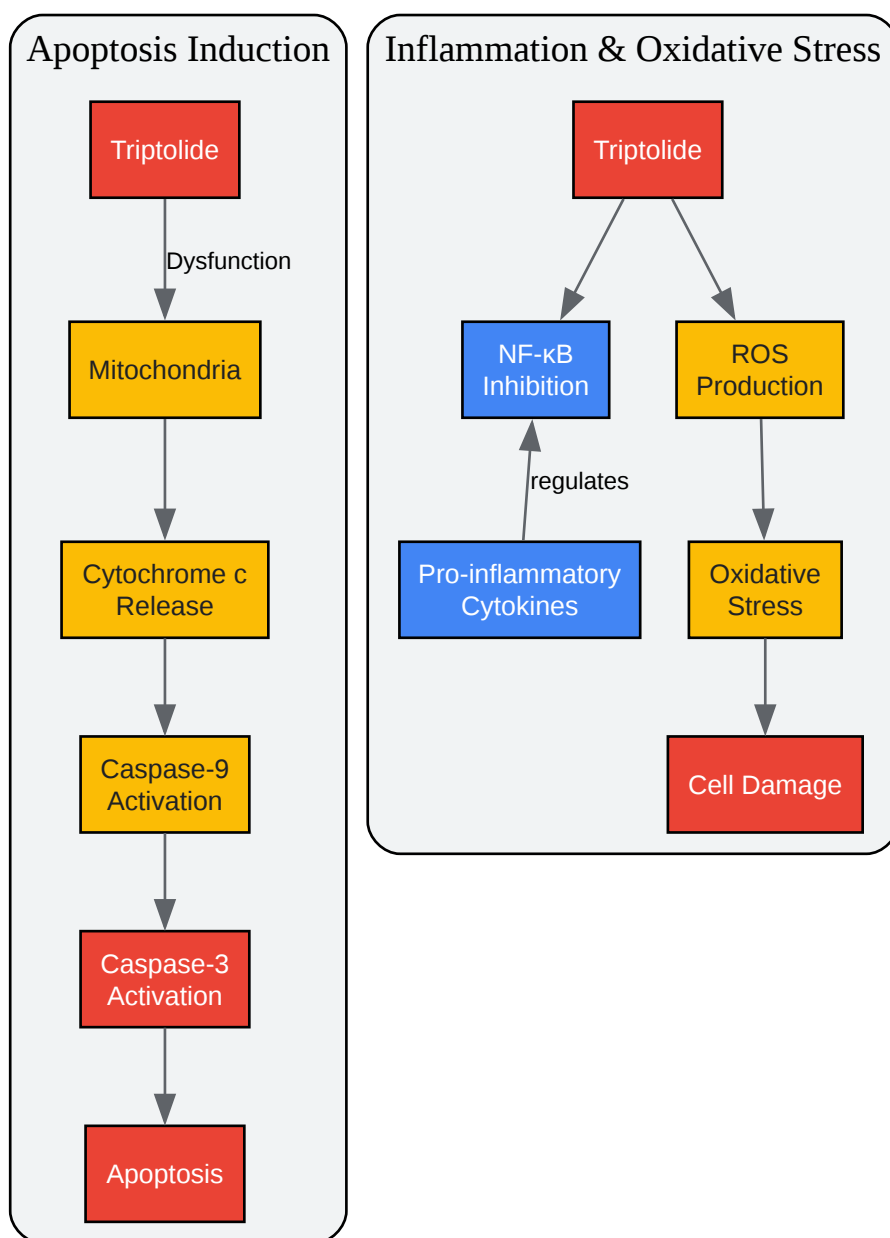 Apoptosis Induction
Triptolide
Dysfunction
Mitochondria
Cytochrome c
Release
Caspase-9
Activation
Caspase-3
Activation
Apoptosis
Inflammation & Oxidative Stress
Triptolide
NF-κB
Inhibition
ROS
Production
regulates
Pro-inflammatory
Cytokines
Oxidative
Stress
Cell Damage